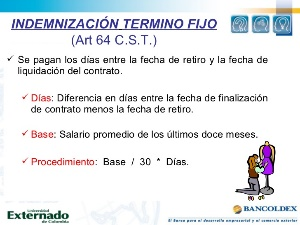 INDEMNIZACIÓN TERMINO FIJO
(Art 64 C.S.T.)
✓ Se pagan los días entre la fecha de retiro y la fecha de
liquidación del contrato.
✓ Días: Diferencia en días entre la fecha de finalización
de contrato menos la fecha de retiro.
✓ Base: Salario promedio de los últimos doce meses.
✓ Procedimiento: Base / 30 * Días.
Universidad
Externado
de Colombia
BANCOLDEX
El Banco para el desarrollo empresarial y el comercio exterior